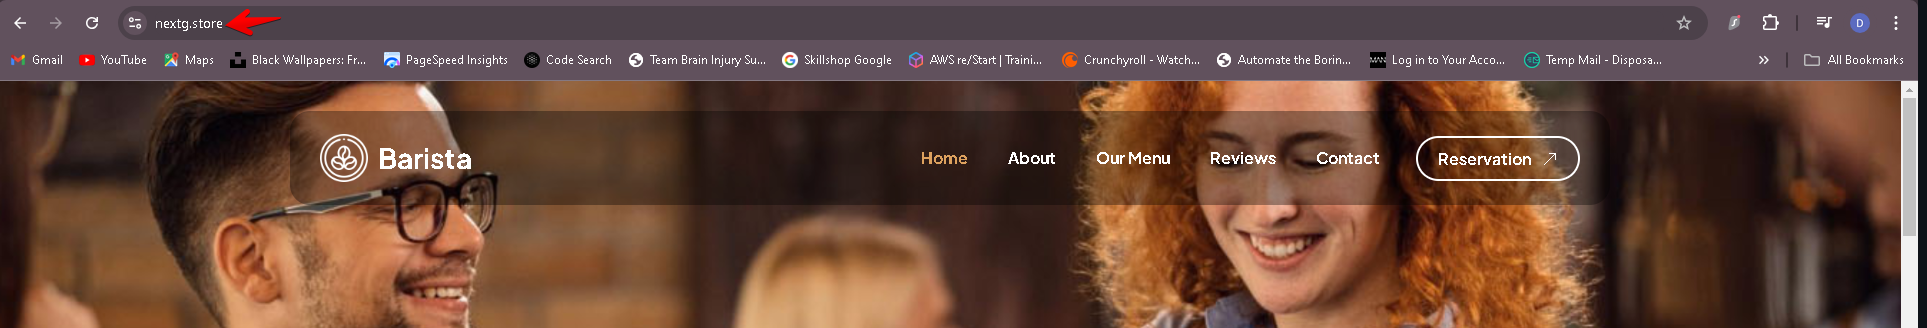 nextg.store
D
Gmail YouTube Maps Black Wallpapers: Fr... PageSpeed Insights Code Search Team Brain Injury Su... Skillshop Google AWS re/Start | Traini... Crunchyroll - Watch... Automate the Borin... Log in to Your Acco... Temp Mail - Disposa... » All Bookmarks
Barista Home About Our Menu Reviews Contact Reservation